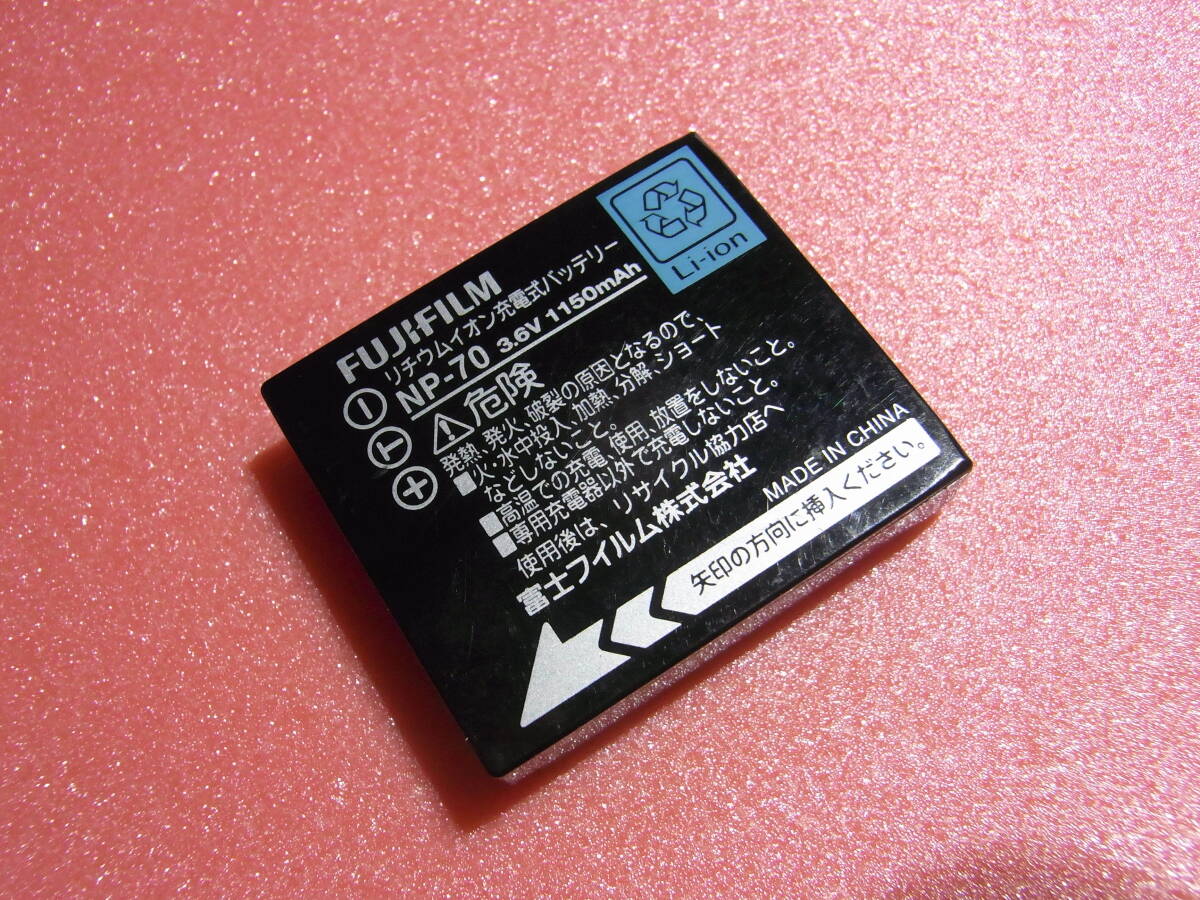 FUJIFILM
リチウムイオン充電式バッテリー
NP-70 3.6V 1150mAh
危険
発熱、発火、破裂の原因となるので、
■火・水中投入、加熱、分解、ショート
などしないこと。
■高温での充電、使用、放置をしないこと。
■専用充電器以外で充電しないこと。
使用後は、リサイクル協力店へ
富士フイルム株式会社
MADE IN CHINA
矢印の方向に挿入ください。
Li-ion